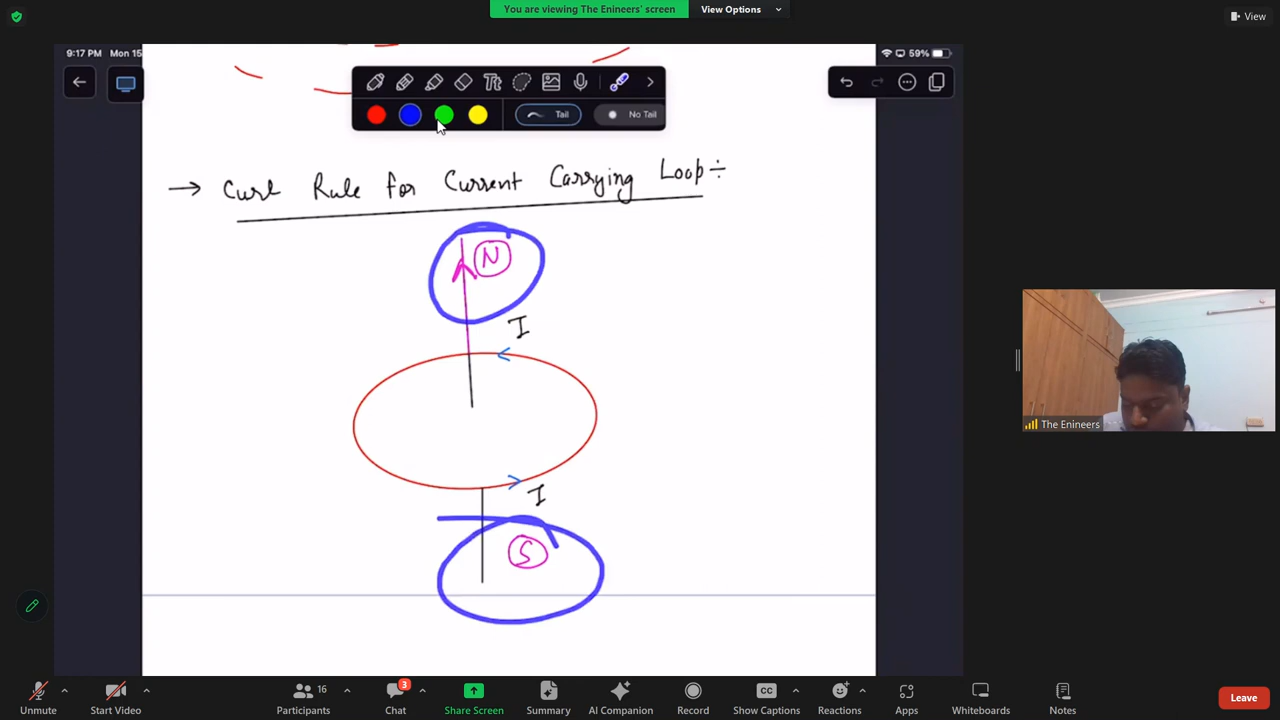 You are viewing The Enineers' screen
View Options
View
9:17 PM Mon 15
59%
Tt
Tail
No Tail
→ Curl Rule for Current Carrying Loop÷
N
I
I
S
The Enineers
Unmute
Start Video
16
Participants
3
Chat
Share Screen
Summary
AI Companion
Record
CC
Show Captions
Reactions
Apps
Whiteboards
Notes
Leave